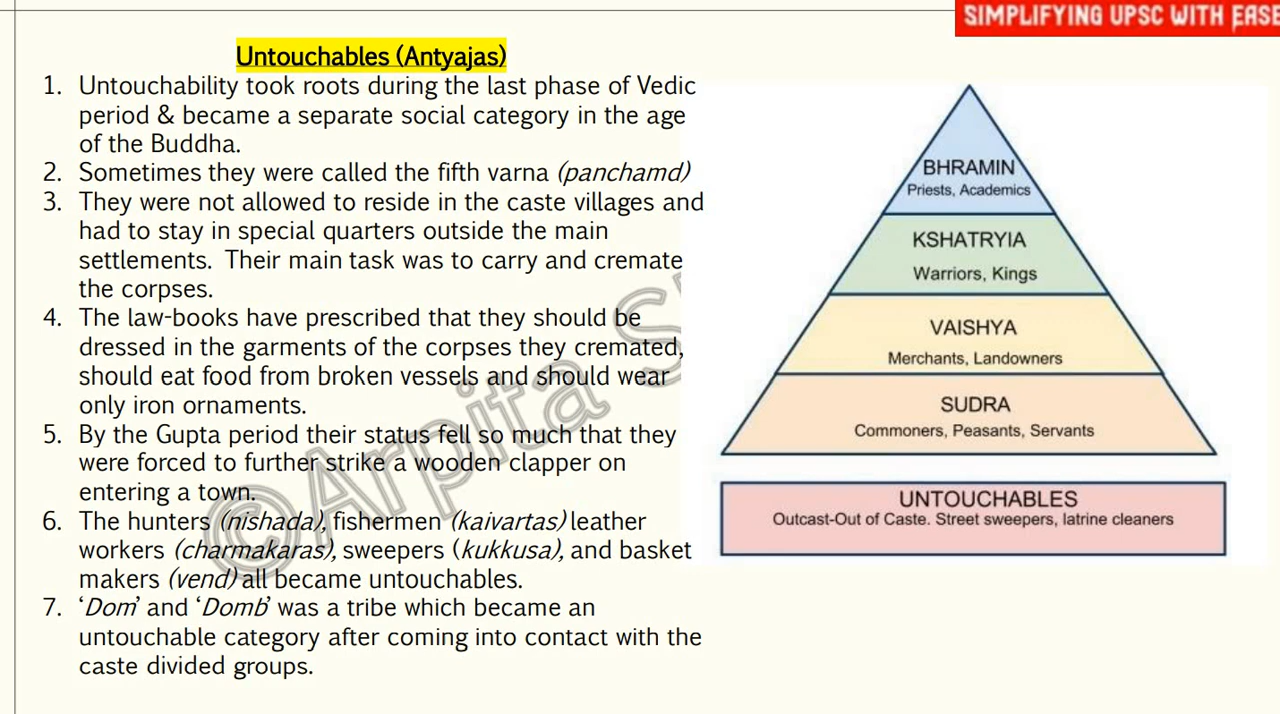 SIMPLIFYING UPSC WITH EASE
Untouchables (Antyajas)
1. Untouchability took roots during the last phase of Vedic
period & became a separate social category in the age
of the Buddha.
2. Sometimes they were called the fifth varna (panchamd)
3. They were not allowed to reside in the caste villages and
had to stay in special quarters outside the main
settlements. Their main task was to carry and cremate
the corpses.
4. The law-books have prescribed that they should be
dressed in the garments of the corpses they cremated,
should eat food from broken vessels and should wear
only iron ornaments.
5. By the Gupta period their status fell so much that they
were forced to further strike a wooden clapper on
entering a town.
6. The hunters (nishada), fishermen (kaivartas) leather
workers (charmakaras), sweepers (kukkusa), and basket
makers (vend) all became untouchables.
7. ‘Dom’ and ‘Domb’ was a tribe which became an
untouchable category after coming into contact with the
caste divided groups.
©Arpita S
BHRAMIN
Priests, Academics
KSHATRYIA
Warriors, Kings
VAISHYA
Merchants, Landowners
SUDRA
Commoners, Peasants, Servants
UNTOUCHABLES
Outcast-Out of Caste. Street sweepers, latrine cleaners